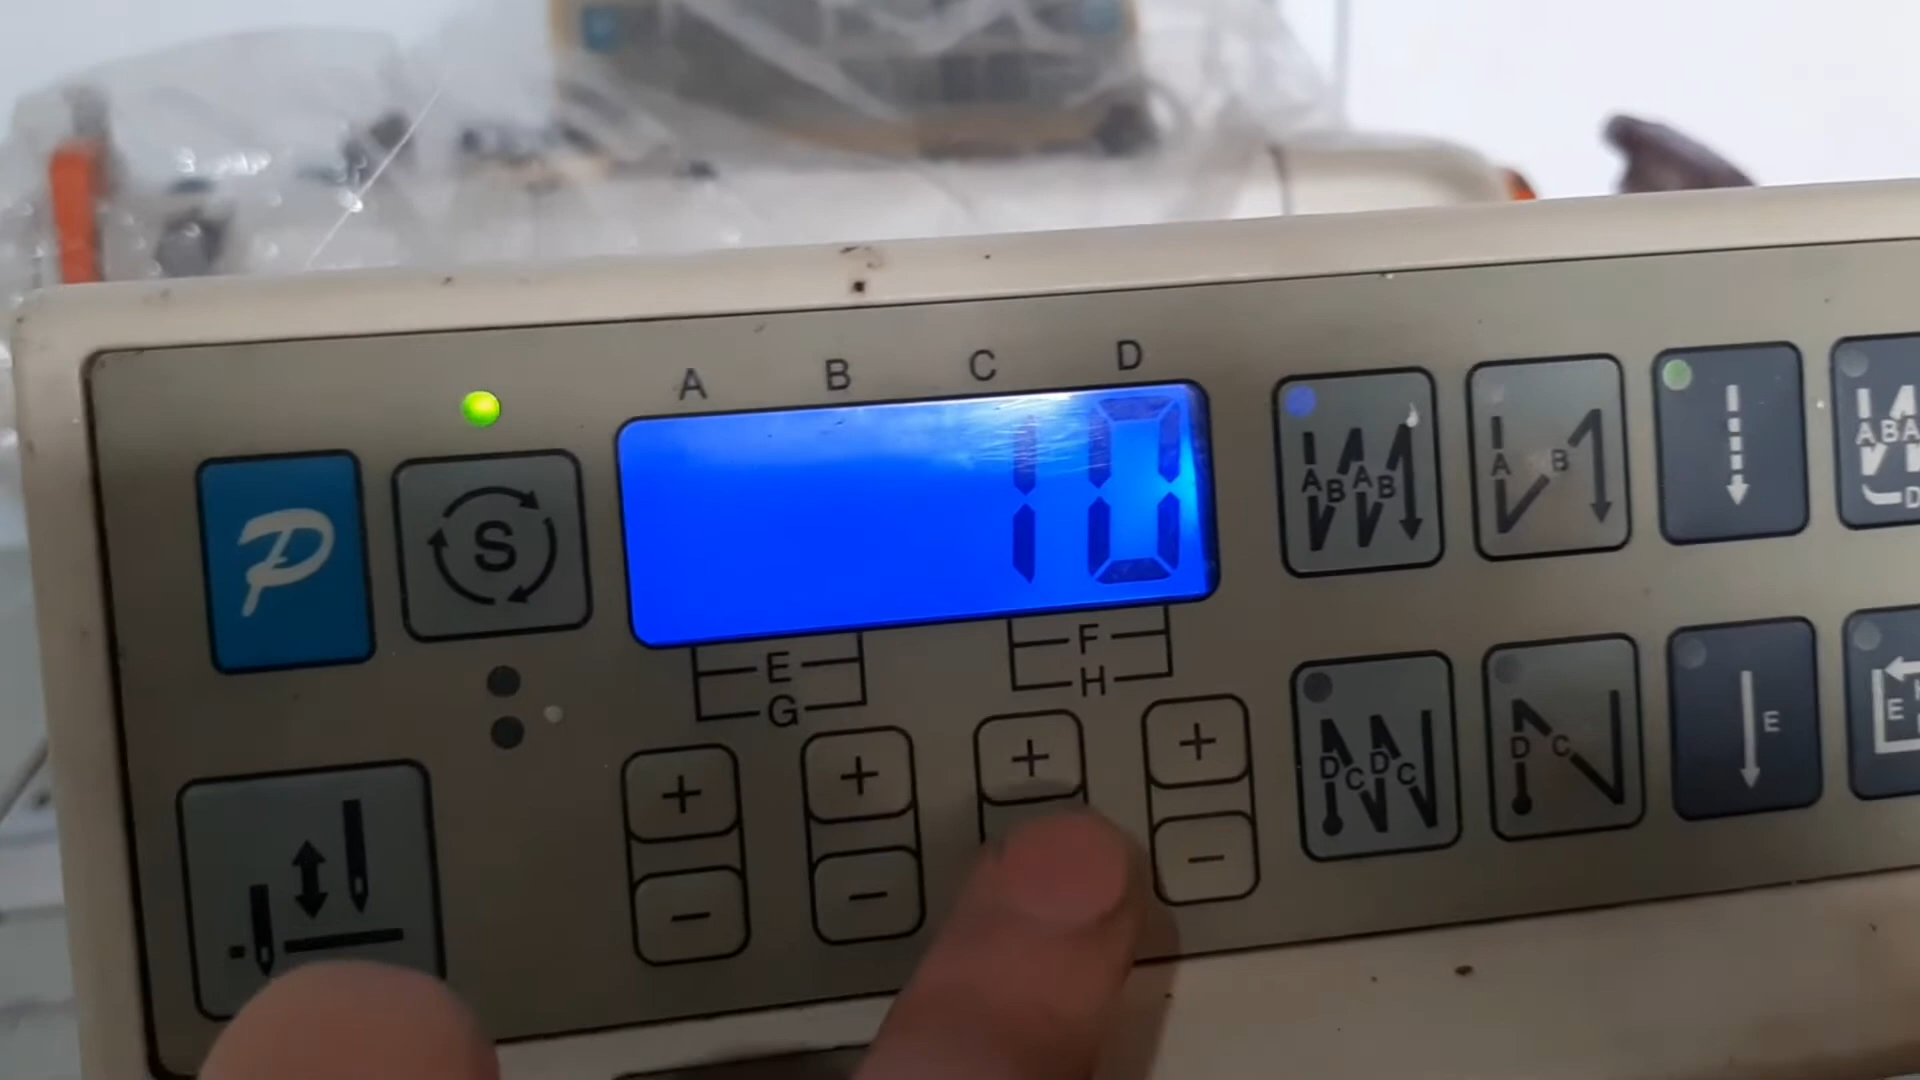 A B C D
10
P
S
E F
G H
+ + + +
− − −
A B A B
A B
A B A
D
D C D C
D C
E
E